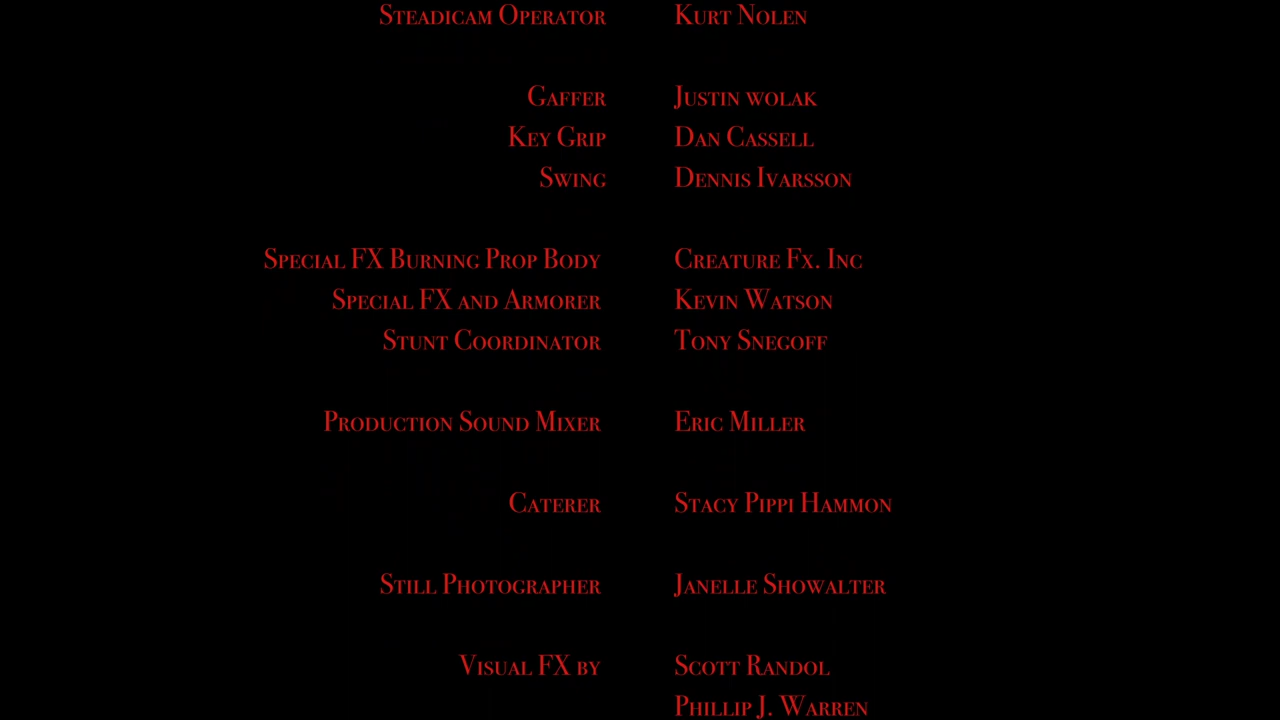 Steadicam Operator Kurt Nolen
Gaffer Justin wolak
Key Grip Dan Cassell
Swing Dennis Ivarsson
Special FX Burning Prop Body Creature Fx. Inc
Special FX and Armorer Kevin Watson
Stunt Coordinator Tony Snegoff
Production Sound Mixer Eric Miller
Caterer Stacy Pippi Hammon
Still Photographer Janelle Showalter
Visual FX by Scott Randol
Phillip J. Warren